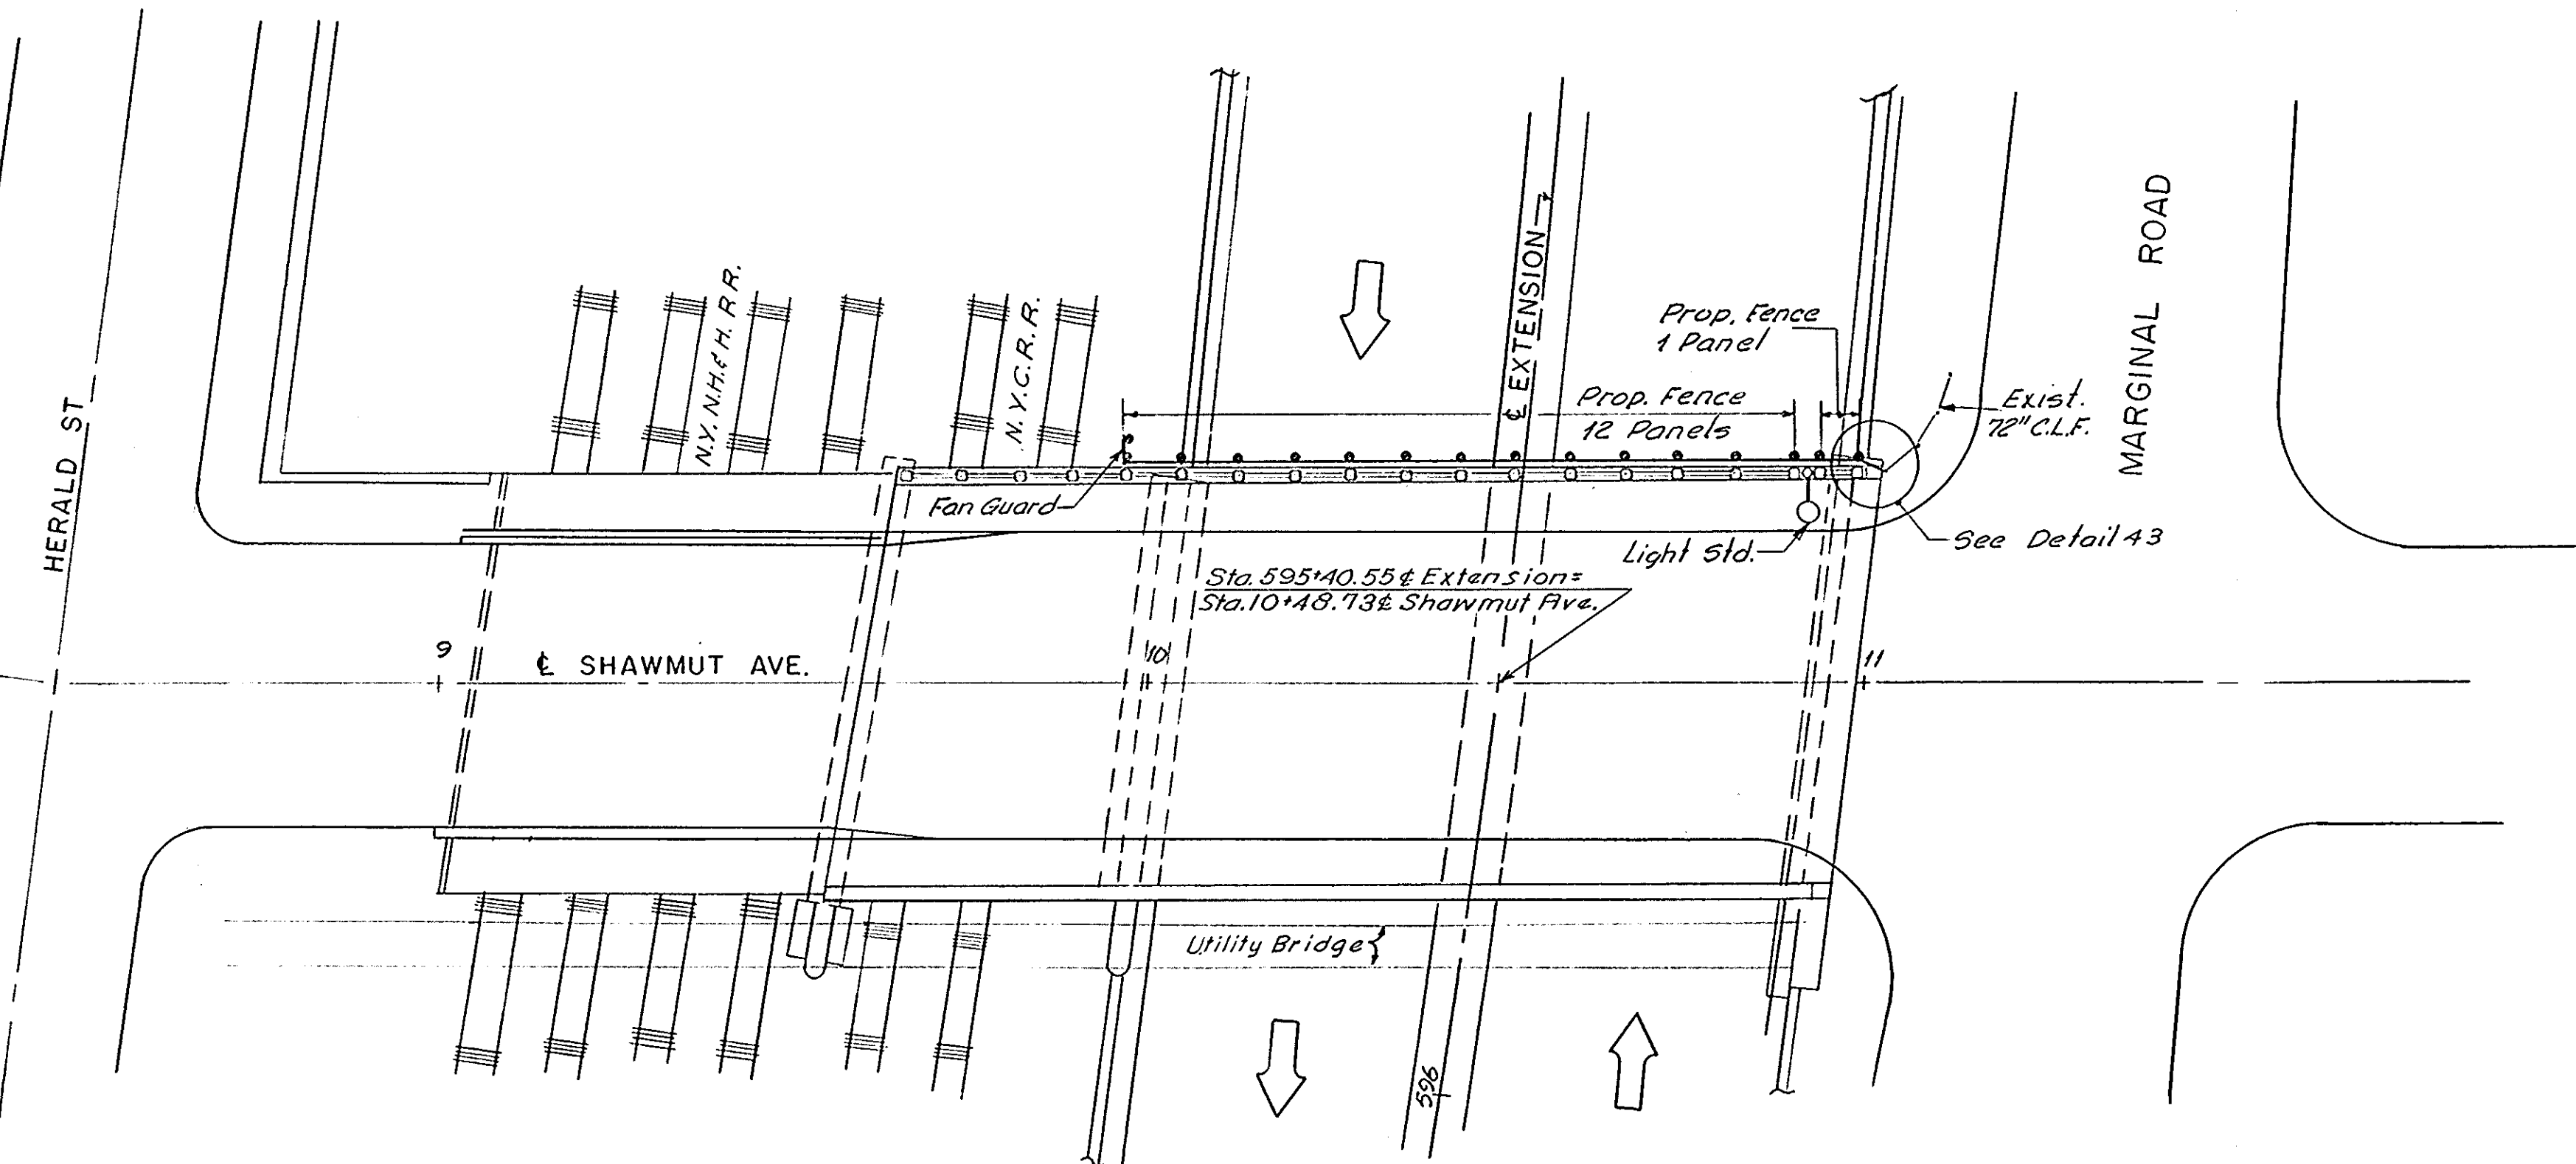 HERALD ST
N.Y. N.H. & H. R.R.
N.Y.C.R.R.
℄ EXTENSION
Prop. Fence
1 Panel
Prop. Fence
12 Panels
Exist.
72" C.L.F.
MARGINAL ROAD
Fan Guard
Light Std.
See Detail 43
Sta. 595+40.55 ℄ Extension=
Sta. 10+48.73 ℄ Shawmut Ave.
9
℄ SHAWMUT AVE.
10
11
Utility Bridge
596